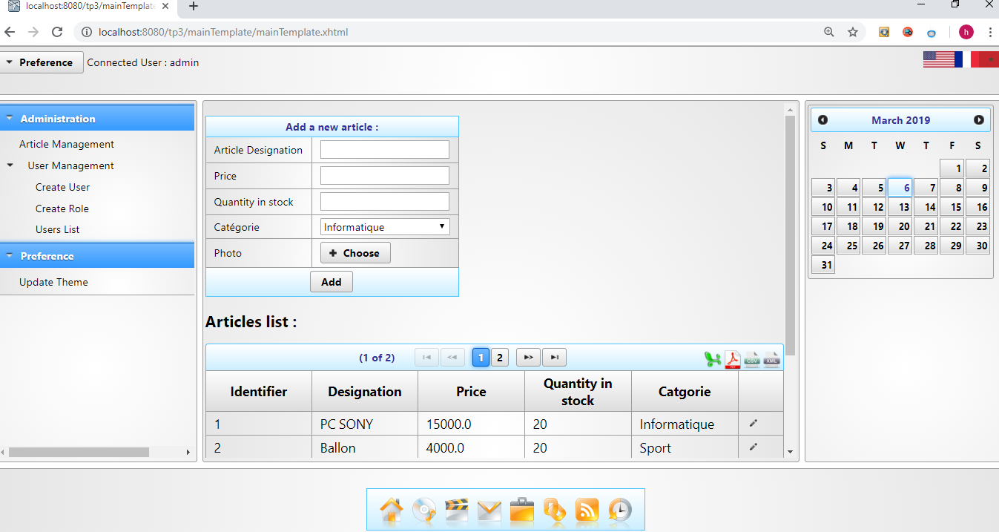 localhost:8080/tp3/mainTemplat
localhost:8080/tp3/mainTemplate/mainTemplate.xhtml
h
Preference
Connected User : admin
Administration
Article Management
User Management
Create User
Create Role
Users List
Preference
Update Theme
Add a new article :
Article Designation
Price
Quantity in stock
Catégorie
Informatique
Photo
Choose
Add
Articles list :
(1 of 2)
1 2
PDF CSV XML
Identifier Designation Price Quantity in stock Catgorie
1 PC SONY 15000.0 20 Informatique
2 Ballon 4000.0 20 Sport
March 2019
S M T W T F S
1 2
3 4 5 6 7 8 9
10 11 12 13 14 15 16
17 18 19 20 21 22 23
24 25 26 27 28 29 30
31